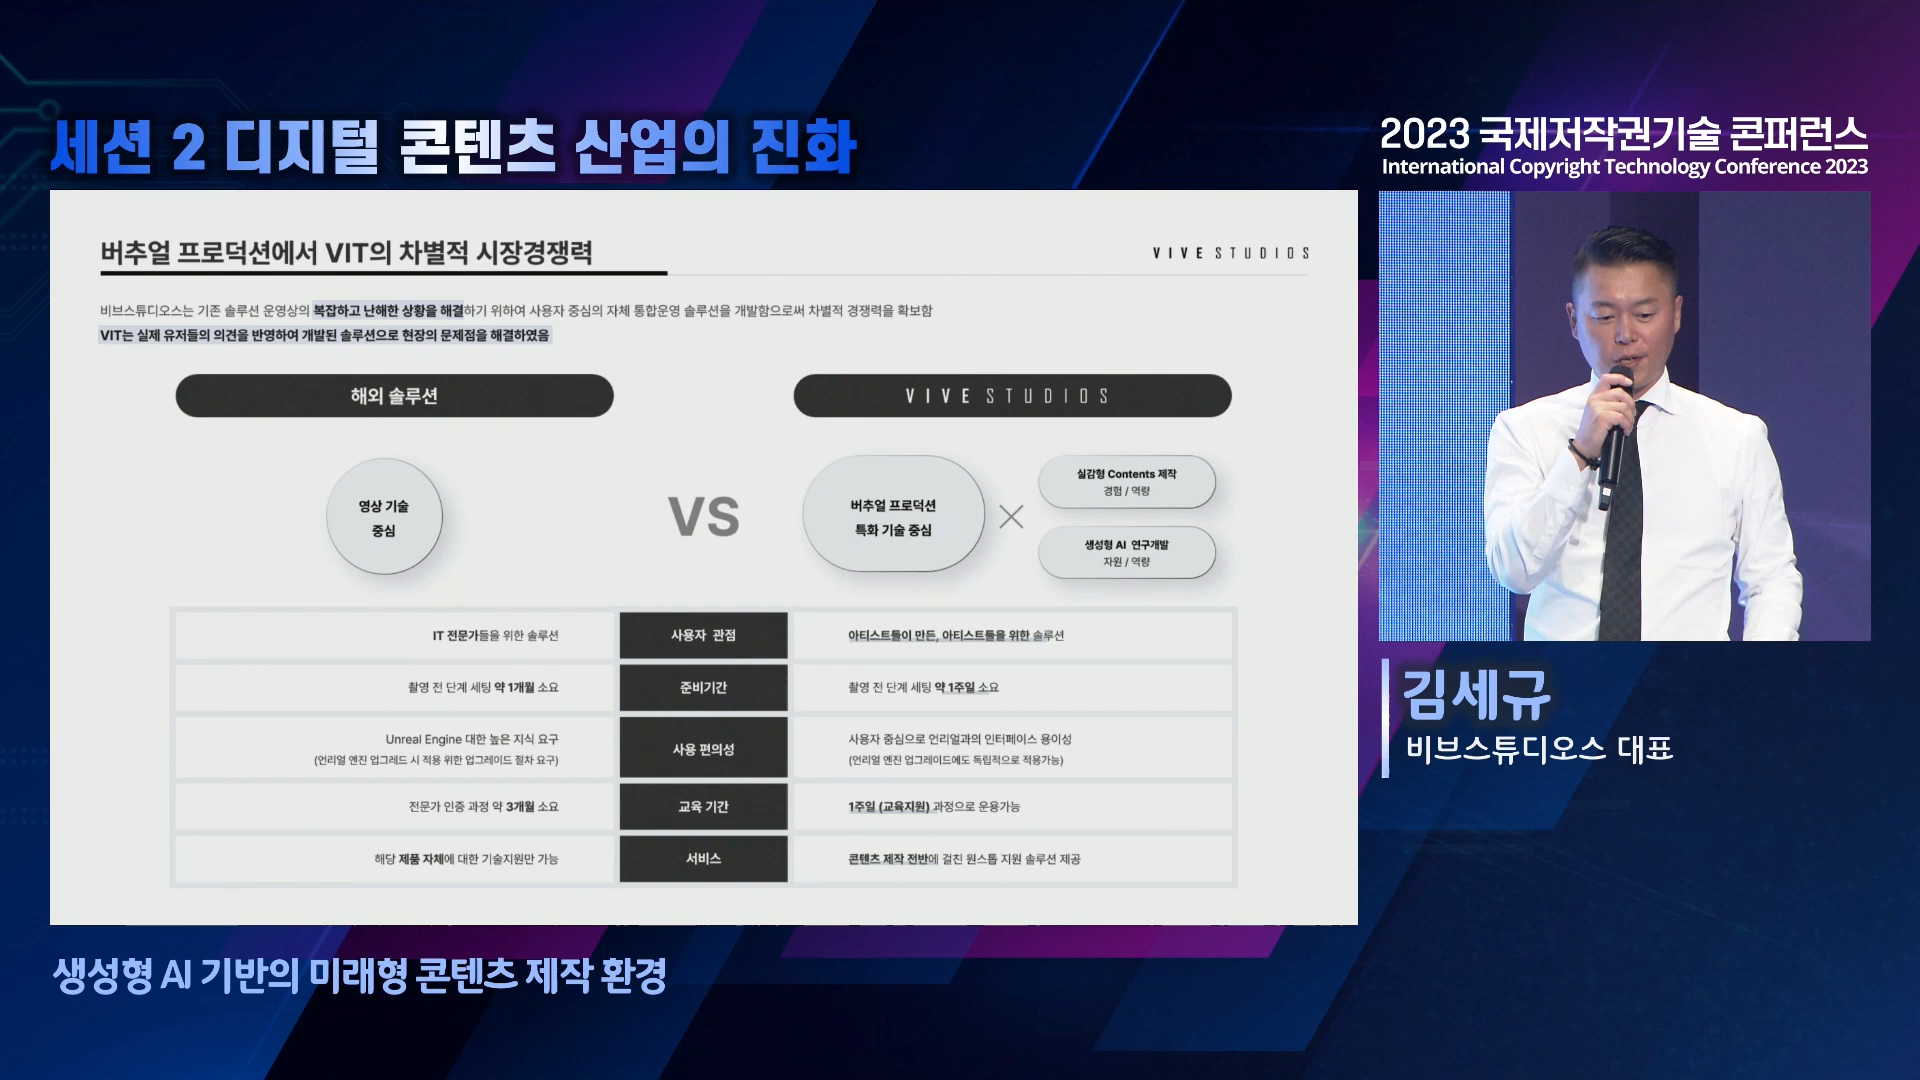 세션 2 디지털 콘텐츠 산업의 진화
2023 국제저작권기술 콘퍼런스
International Copyright Technology Conference 2023
버추얼 프로덕션에서 VIT의 차별적 시장경쟁력
VIVE STUDIOS
비브스튜디오스는 기존 솔루션 운영상의 복잡하고 난해한 상황을 해결하기 위하여 사용자 중심의 자체 통합운영 솔루션을 개발함으로써 차별적 경쟁력을 확보함
VIT는 실제 유저들의 의견을 반영하여 개발된 솔루션으로 현장의 문제점을 해결하였음
해외 솔루션
VIVE STUDIOS
영상 기술
중심
VS
버추얼 프로덕션
특화 기술 중심
실감형 Contents 제작
경험 / 역량
생성형 AI 연구개발
자원 / 역량
IT 전문가들을 위한 솔루션
사용자 관점
아티스트들이 만든, 아티스트들을 위한 솔루션
촬영 전 단계 세팅 약 1개월 소요
준비기간
촬영 전 단계 세팅 약 1주일 소요
Unreal Engine 대한 높은 지식 요구
(언리얼 엔진 업그레드 시 적용 위한 업그레이드 절차 요구)
사용 편의성
사용자 중심으로 언리얼과의 인터페이스 용이성
(언리얼 엔진 업그레이드에도 독립적으로 적용가능)
전문가 인증 과정 약 3개월 소요
교육 기간
1주일 (교육지원) 과정으로 운용가능
해당 제품 자체에 대한 기술지원만 가능
서비스
콘텐츠 제작 전반에 걸친 원스톱 지원 솔루션 제공
김세규
비브스튜디오스 대표
생성형 AI 기반의 미래형 콘텐츠 제작 환경